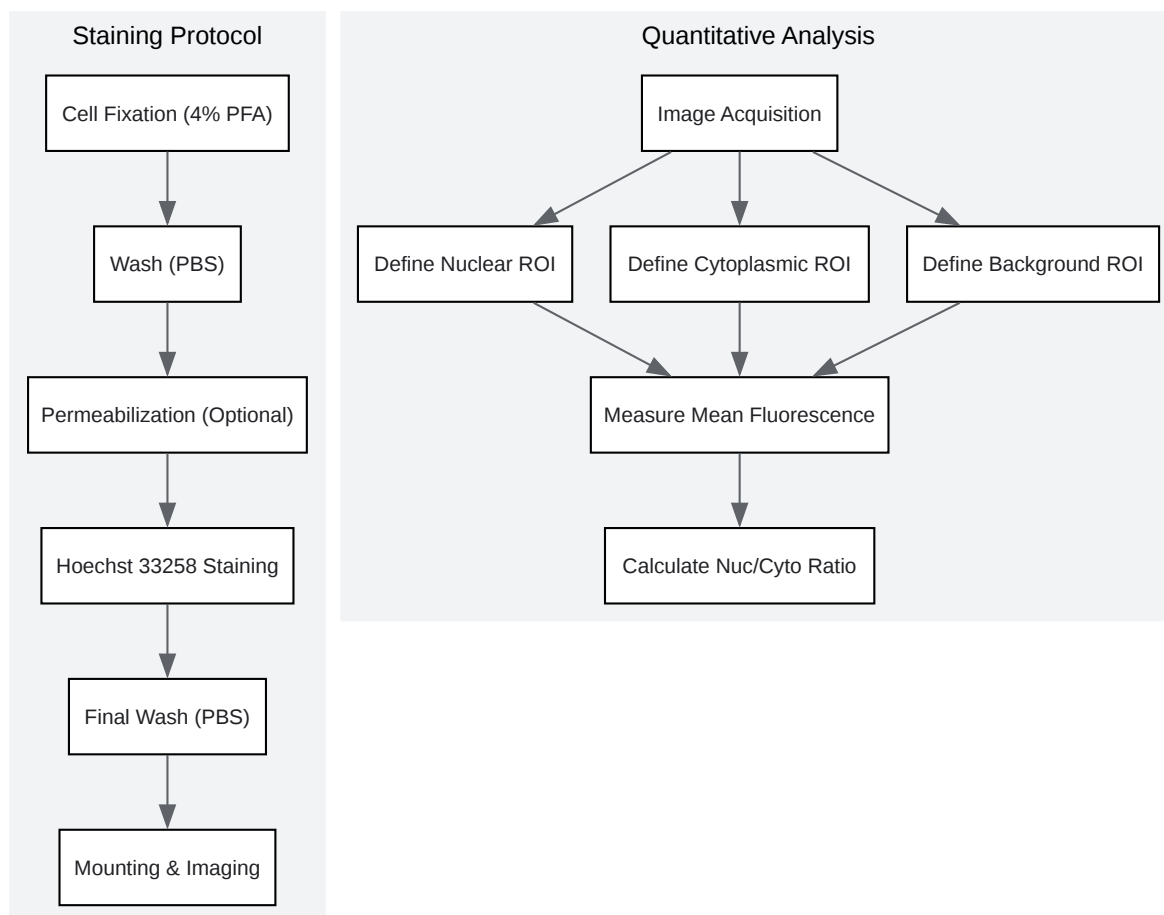 Staining Protocol
Cell Fixation (4% PFA)
Wash (PBS)
Permeabilization (Optional)
Hoechst 33258 Staining
Final Wash (PBS)
Mounting & Imaging
Quantitative Analysis
Image Acquisition
Define Nuclear ROI
Define Cytoplasmic ROI
Define Background ROI
Measure Mean Fluorescence
Calculate Nuc/Cyto Ratio